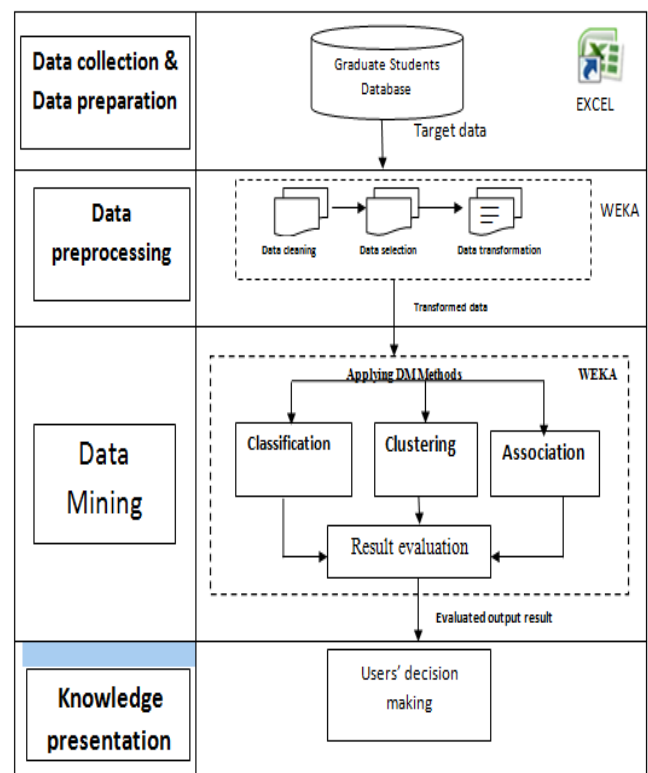 Data collection &
Data preparation
Graduate Students
Database
EXCEL
Target data
Data
preprocessing
WEKA
Data cleaning
Data selection
Data transformation
Transformed data
Data
Mining
Applying DM Methods
WEKA
Classification
Clustering
Association
Result evaluation
Evaluated output result
Knowledge
presentation
Users' decision
making